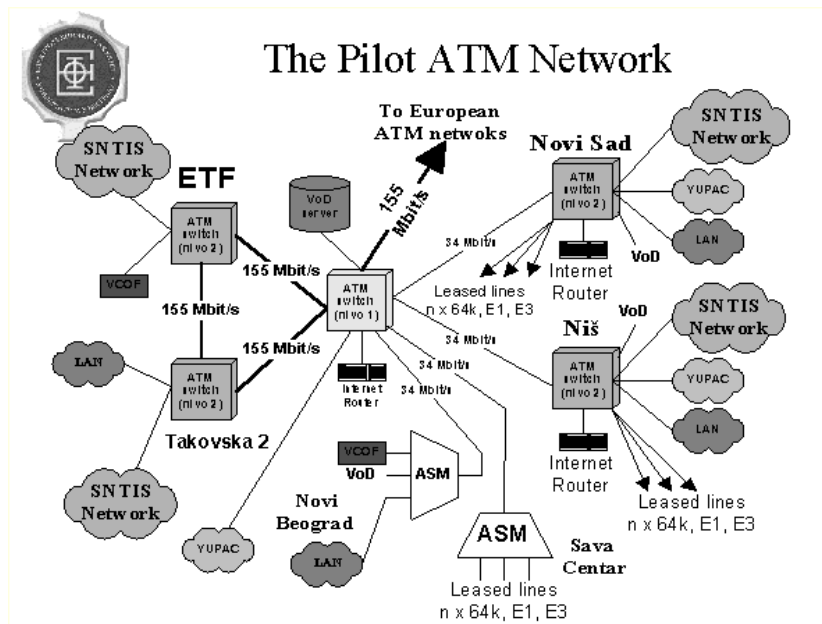 The Pilot ATM Network
To European
ATM netwoks
155
Mbit/s
SNTIS
Network
ETF
ATM
switch
(nivo 2)
VCOF
155 Mbit/s
155 Mbit/s
155 Mbit/s
VoD
server
ATM
switch
(nivo 1)
Internet
Router
LAN
ATM
switch
(nivo 2)
Takovska 2
SNTIS
Network
YUPAC
34 Mbit/s
34 Mbit/s
34 Mbit/s
34 Mbit/s
Novi Sad
ATM
switch
(nivo 2)
SNTIS
Network
YUPAC
LAN
VoD
Internet
Router
Leased lines
n x 64k, E1, E3
Niš
VoD
ATM
switch
(nivo 2)
SNTIS
Network
YUPAC
LAN
Internet
Router
Leased lines
n x 64k, E1, E3
VCOF
VoD
ASM
Novi
Beograd
LAN
ASM
Sava
Centar
Leased lines
n x 64k, E1, E3